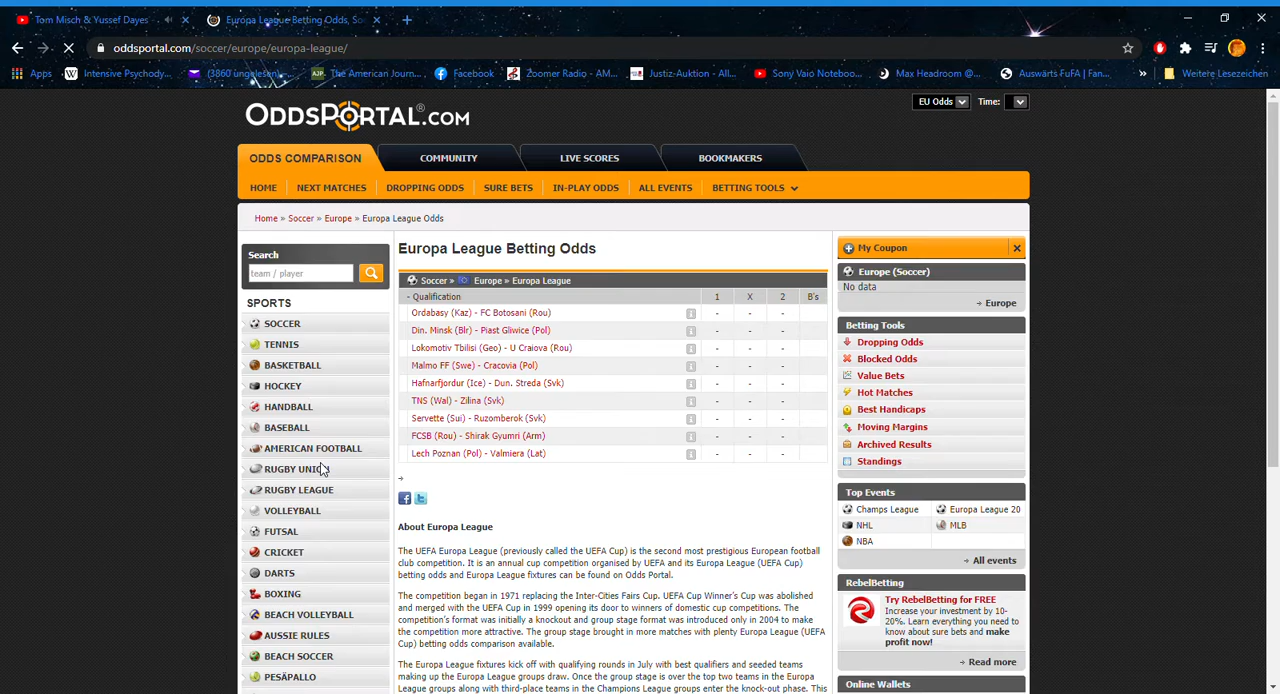 Tom Misch & Yussef Dayes
Europa League Betting Odds, So
oddsportal.com/soccer/europe/europa-league/
Apps
Intensive Psychody...
(3860 ungelesen)
The American Journ...
Facebook
Zoomer Radio - AM...
Justiz-Auktion - All...
Sony Vaio Noteboo...
Max Headroom @...
Auswärts FuFA | Fan...
»
Weitere Lesezeichen
ODDSPORTAL®.COM
EU Odds
Time:
ODDS COMPARISON
COMMUNITY
LIVE SCORES
BOOKMAKERS
HOME
NEXT MATCHES
DROPPING ODDS
SURE BETS
IN-PLAY ODDS
ALL EVENTS
BETTING TOOLS
Home » Soccer » Europe » Europa League Odds
Search
team / player
SPORTS
SOCCER
TENNIS
BASKETBALL
HOCKEY
HANDBALL
BASEBALL
AMERICAN FOOTBALL
RUGBY UNION
RUGBY LEAGUE
VOLLEYBALL
FUTSAL
CRICKET
DARTS
BOXING
BEACH VOLLEYBALL
AUSSIE RULES
BEACH SOCCER
PESÄPALLO
Europa League Betting Odds
Soccer » Europe » Europa League
- Qualification 1 X 2 B's
Ordabasy (Kaz) - FC Botosani (Rou) - - -
Din. Minsk (Blr) - Piast Gliwice (Pol) - - -
Lokomotiv Tbilisi (Geo) - U Craiova (Rou) - - -
Malmo FF (Swe) - Cracovia (Pol) - - -
Hafnarfjordur (Ice) - Dun. Streda (Svk) - - -
TNS (Wal) - Zilina (Svk) - - -
Servette (Sui) - Ruzomberok (Svk) - - -
FCSB (Rou) - Shirak Gyumri (Arm) - - -
Lech Poznan (Pol) - Valmiera (Lat) - - -
About Europa League
The UEFA Europa League (previously called the UEFA Cup) is the second most prestigious European football
club competition. It is an annual cup competition organised by UEFA and its Europa League (UEFA Cup)
betting odds and Europa League fixtures can be found on Odds Portal.
The competition began in 1971 replacing the Inter-Cities Fairs Cup. UEFA Cup Winner's Cup was abolished
and merged with the UEFA Cup in 1999 opening its door to winners of domestic cup competitions. The
competition's format was initially a knockout and group stage format was introduced only in 2004 to make
the competition more attractive. The group stage brought in more matches with plenty Europa League (UEFA
Cup) betting odds comparison available.
The Europa League fixtures kick off with qualifying rounds in July with best qualifiers and seeded teams
making up the Europa League groups draw. Once the group stage is over the top two teams in the Europa
League groups along with third-place teams in the Champions League groups enter the knock-out phase. This
My Coupon
Europe (Soccer)
No data
Europe
Betting Tools
Dropping Odds
Blocked Odds
Value Bets
Hot Matches
Best Handicaps
Moving Margins
Archived Results
Standings
Top Events
Champs League
Europa League 20
NHL
MLB
NBA
All events
RebelBetting
Try RebelBetting for FREE
Increase your investment by 10-
20%. Learn everything you need to
know about sure bets and make
profit now!
Read more
Online Wallets